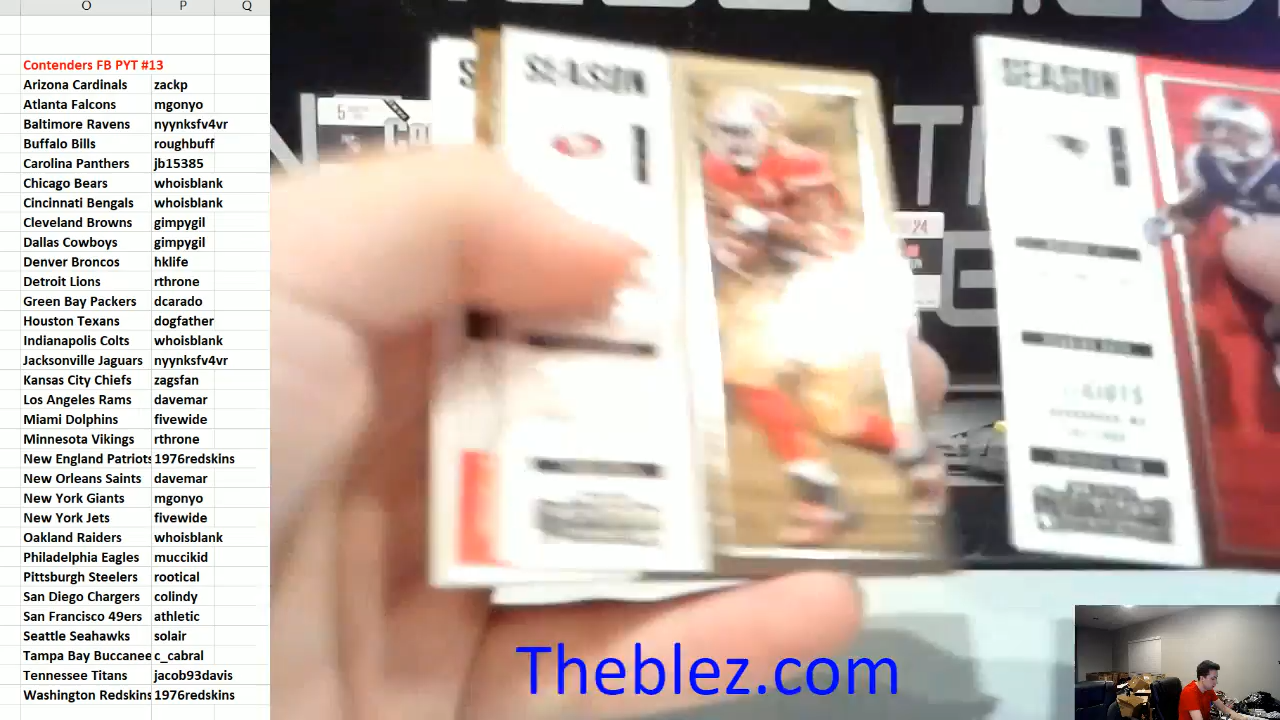 O P Q
Contenders FB PYT #13
Arizona Cardinals zackp
Atlanta Falcons mgonyo
Baltimore Ravens nyynksfv4vr
Buffalo Bills roughbuff
Carolina Panthers jb15385
Chicago Bears whoisblank
Cincinnati Bengals whoisblank
Cleveland Browns gimpygil
Dallas Cowboys gimpygil
Denver Broncos hklife
Detroit Lions rthrone
Green Bay Packers dcarado
Houston Texans dogfather
Indianapolis Colts whoisblank
Jacksonville Jaguars nyynksfv4vr
Kansas City Chiefs zagsfan
Los Angeles Rams davemar
Miami Dolphins fivewide
Minnesota Vikings rthrone
New England Patriots 1976redskins
New Orleans Saints davemar
New York Giants mgonyo
New York Jets fivewide
Oakland Raiders whoisblank
Philadelphia Eagles muccikid
Pittsburgh Steelers rootical
San Diego Chargers colindy
San Francisco 49ers athletic
Seattle Seahawks solair
Tampa Bay Buccanee c_cabral
Tennessee Titans jacob93davis
Washington Redskins 1976redskins
SEASON
SEASON
24
Theblez.com